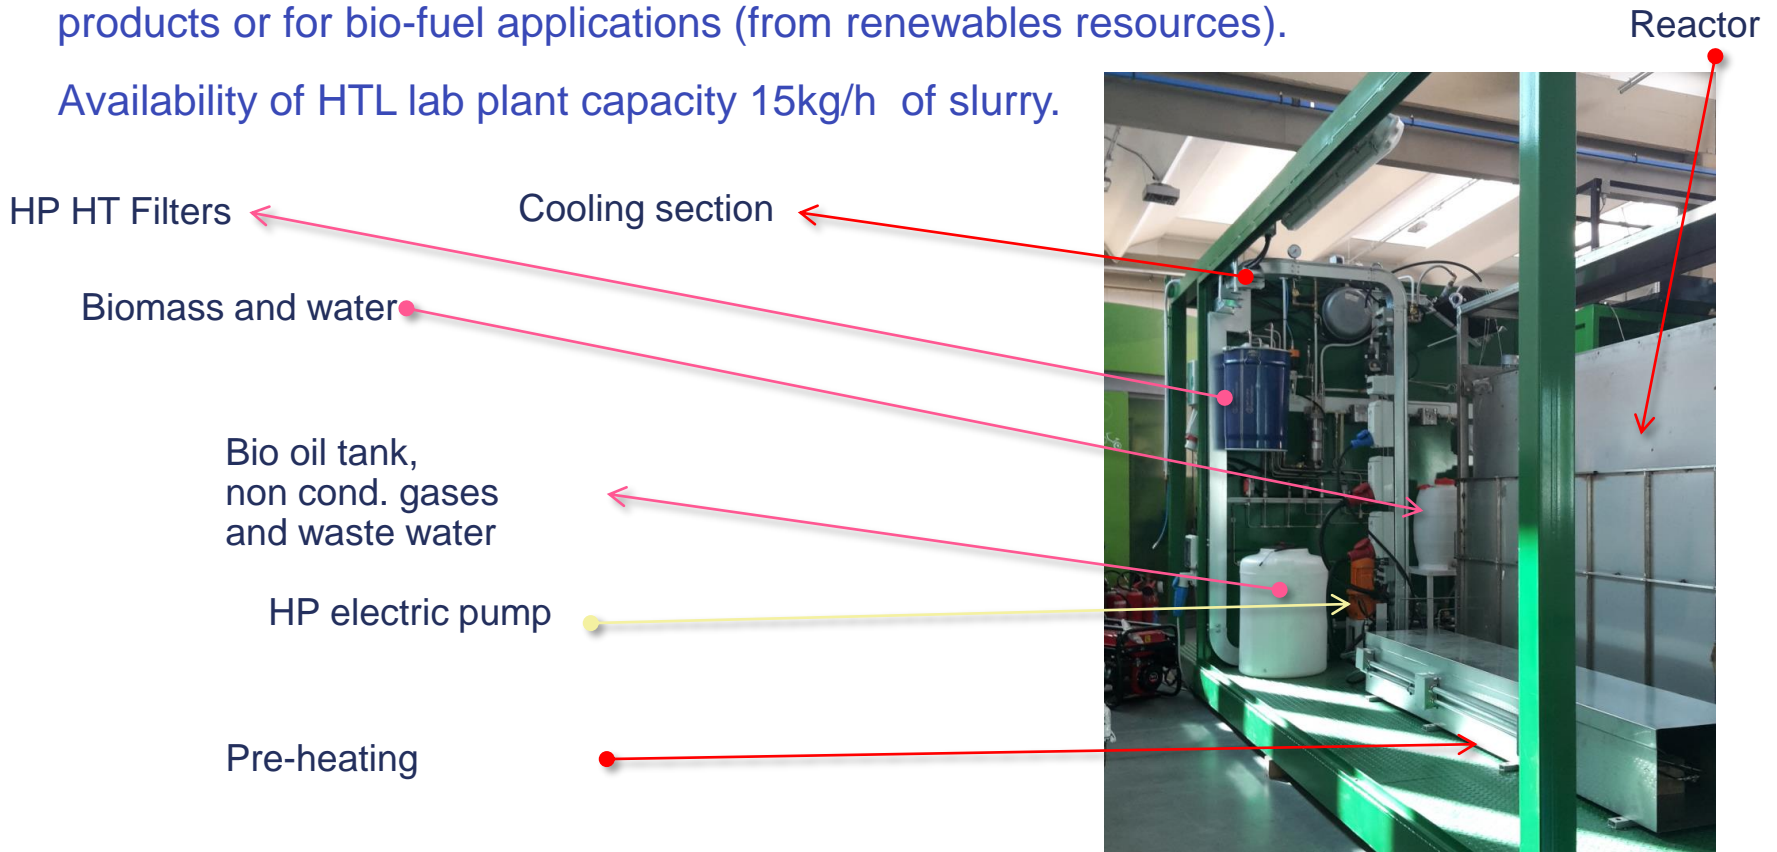 products or for bio-fuel applications (from renewables resources).
Reactor
Availability of HTL lab plant capacity 15kg/h of slurry.
HP HT Filters
Cooling section
Biomass and water
Bio oil tank,
non cond. gases
and waste water
HP electric pump
Pre-heating